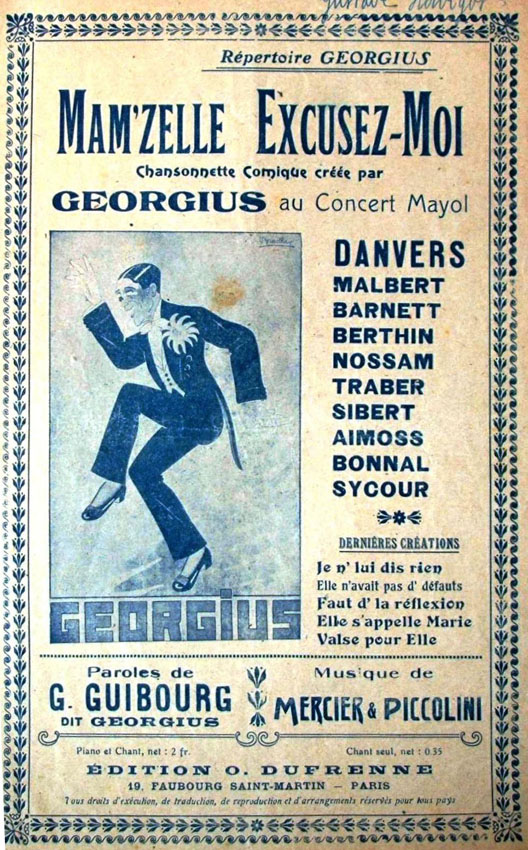 Gustave
Répertoire GEORGIUS
MAM'ZELLE EXCUSEZ-MOI
Chansonnette Comique créée par
GEORGIUS au Concert Mayol
DANVERS
MALBERT
BARNETT
BERTHIN
NOSSAM
TRABER
SIBERT
AIMOSS
BONNAL
SYCOUR
DERNIÈRES CRÉATIONS
Je n' lui dis rien
Elle n'avait pas d' défauts
Faut d' la réflexion
Elle s'appelle Marie
Valse pour Elle
GEORGIUS
Paroles de
G. GUIBOURG
DIT GEORGIUS
Musique de
MERCIER & PICCOLINI
Piano et Chant, net : 2 fr.
Chant seul, net : 0.35
ÉDITION O. DUFRENNE
19, FAUBOURG SAINT-MARTIN — PARIS
Tous droits d'exécution, de traduction, de reproduction et d'arrangements réservés pour tous pays